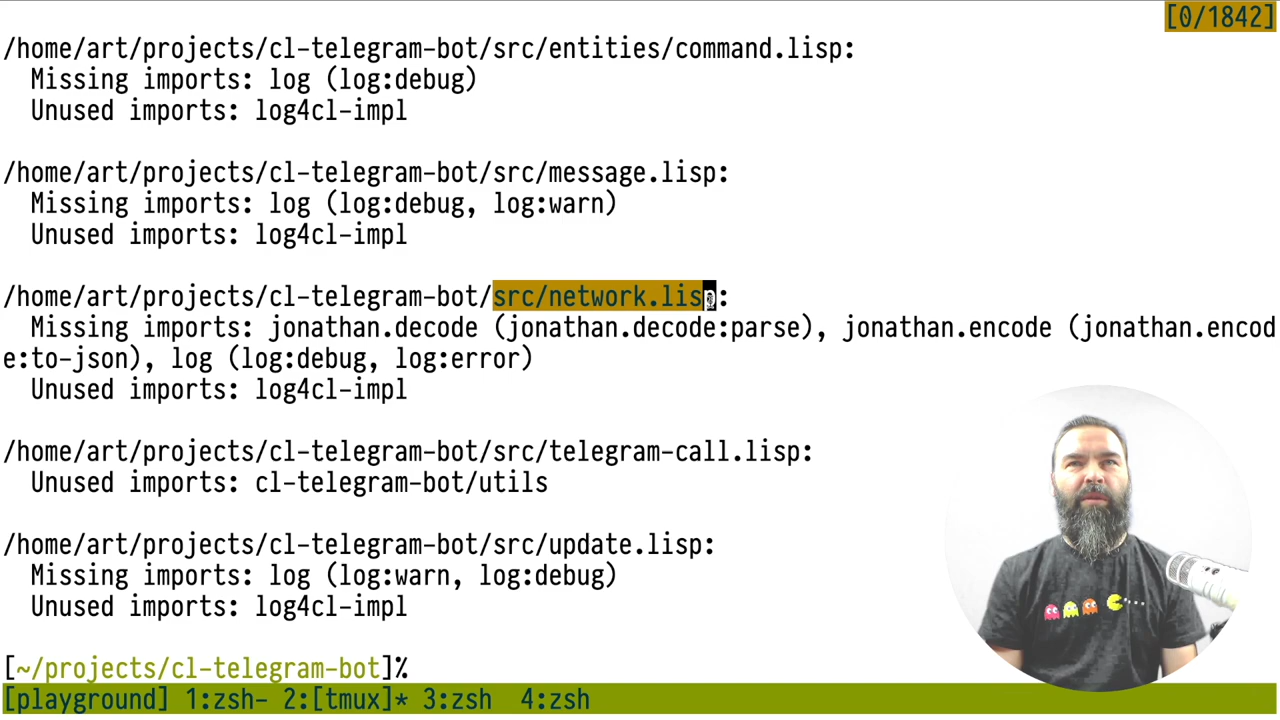 [0/1842]
/home/art/projects/cl-telegram-bot/src/entities/command.lisp:
Missing imports: log (log:debug)
Unused imports: log4cl-impl
/home/art/projects/cl-telegram-bot/src/message.lisp:
Missing imports: log (log:debug, log:warn)
Unused imports: log4cl-impl
/home/art/projects/cl-telegram-bot/src/network.lisp:
Missing imports: jonathan.decode (jonathan.decode:parse), jonathan.encode (jonathan.encod
e:to-json), log (log:debug, log:error)
Unused imports: log4cl-impl
/home/art/projects/cl-telegram-bot/src/telegram-call.lisp:
Unused imports: cl-telegram-bot/utils
/home/art/projects/cl-telegram-bot/src/update.lisp:
Missing imports: log (log:warn, log:debug)
Unused imports: log4cl-impl
[~/projects/cl-telegram-bot]%
[playground] 1:zsh- 2:[tmux]* 3:zsh  4:zsh